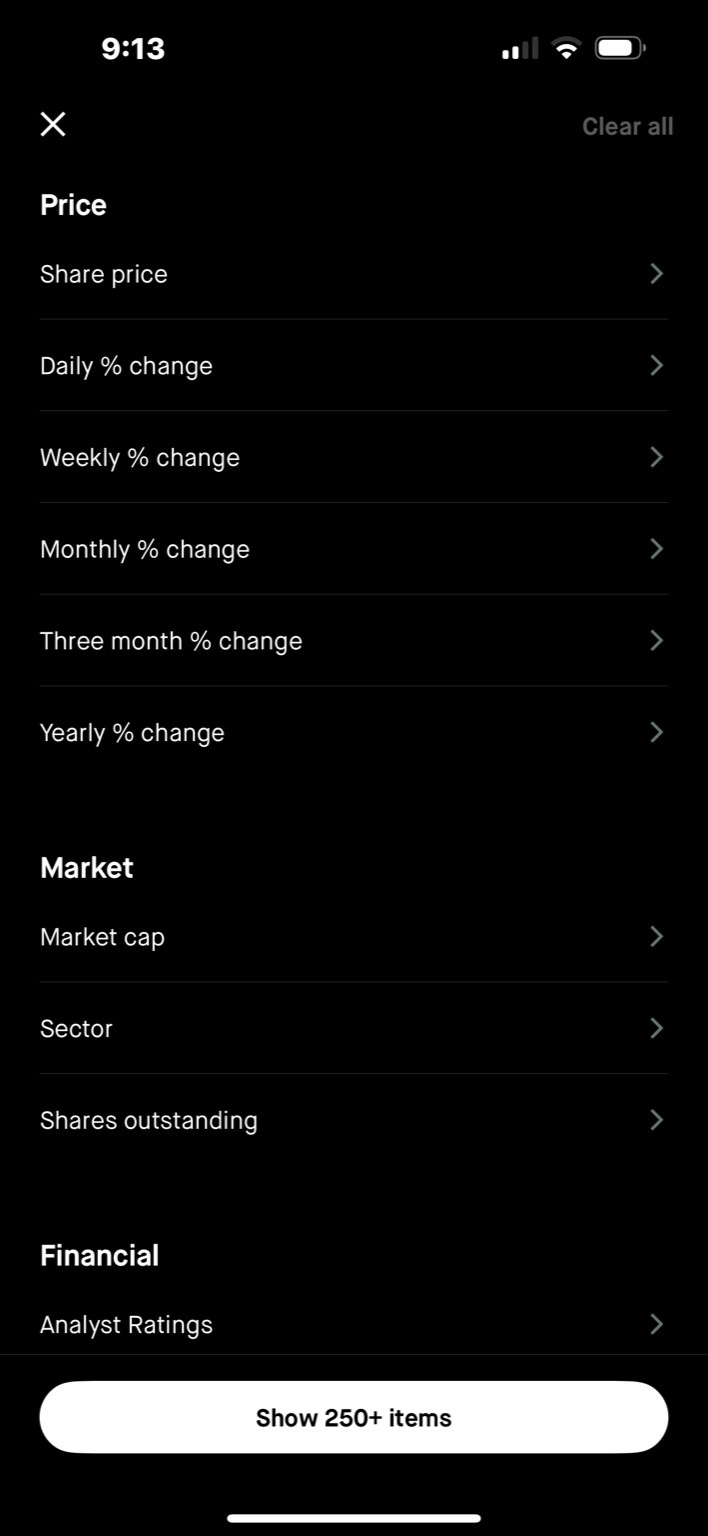 9:13
Clear all
Price
Share price
Daily % change
Weekly % change
Monthly % change
Three month % change
Yearly % change
Market
Market cap
Sector
Shares outstanding
Financial
Analyst Ratings
Show 250+ items